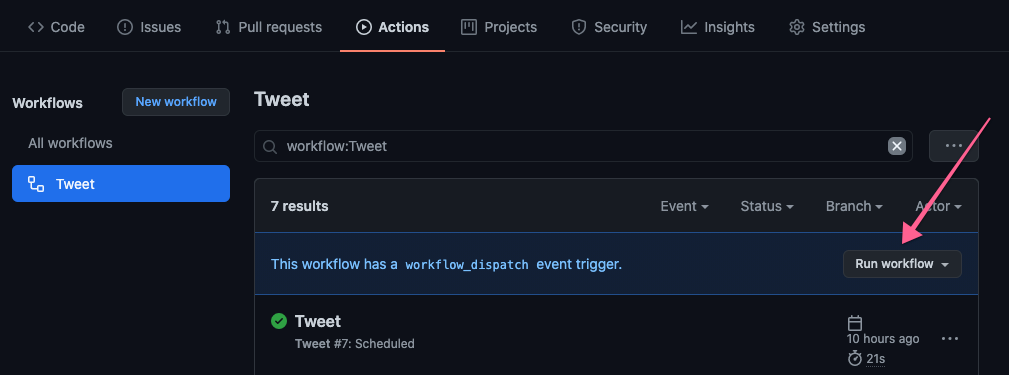 Code Issues Pull requests Actions Projects Security Insights Settings
Workflows New workflow
All workflows
Tweet
Tweet
workflow:Tweet
7 results Event Status Branch Actor
This workflow has a workflow_dispatch event trigger. Run workflow
Tweet
Tweet #7: Scheduled
10 hours ago
21s